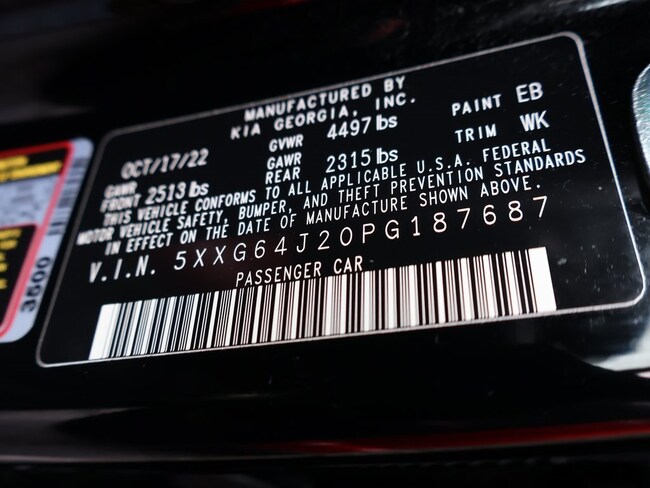 MANUFACTURED BY
KIA GEORGIA, INC.
OCT/17/22 GVWR 4497 lbs PAINT EB
GAWR FRONT 2513 lbs GAWR REAR 2315 lbs TRIM WK
THIS VEHICLE CONFORMS TO ALL APPLICABLE U.S.A. FEDERAL
MOTOR VEHICLE SAFETY, BUMPER, AND THEFT PREVENTION STANDARDS
IN EFFECT ON THE DATE OF MANUFACTURE SHOWN ABOVE.
V.I.N. 5XXG64J20PG187687
PASSENGER CAR
3600